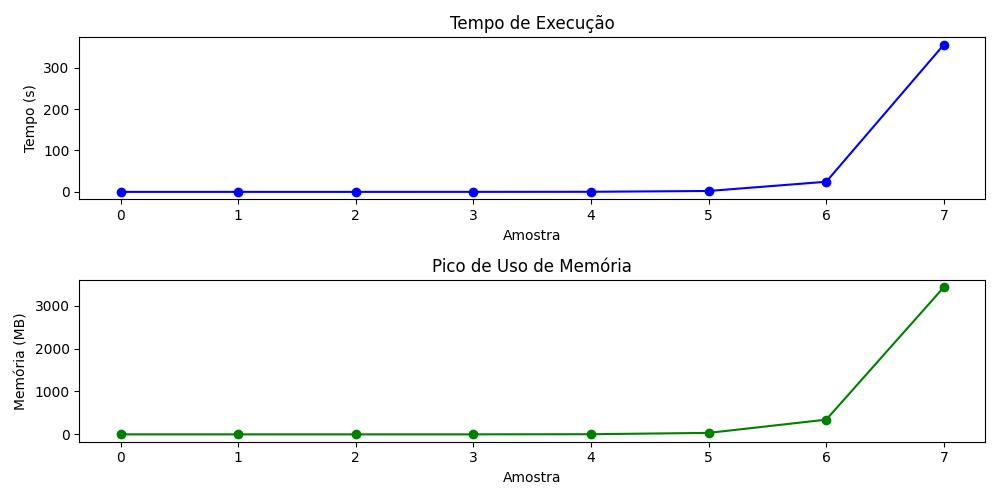 Tempo de Execução
Tempo (s)
300
200
100
0
0 1 2 3 4 5 6 7
Amostra
Pico de Uso de Memória
Memória (MB)
3000
2000
1000
0
0 1 2 3 4 5 6 7
Amostra